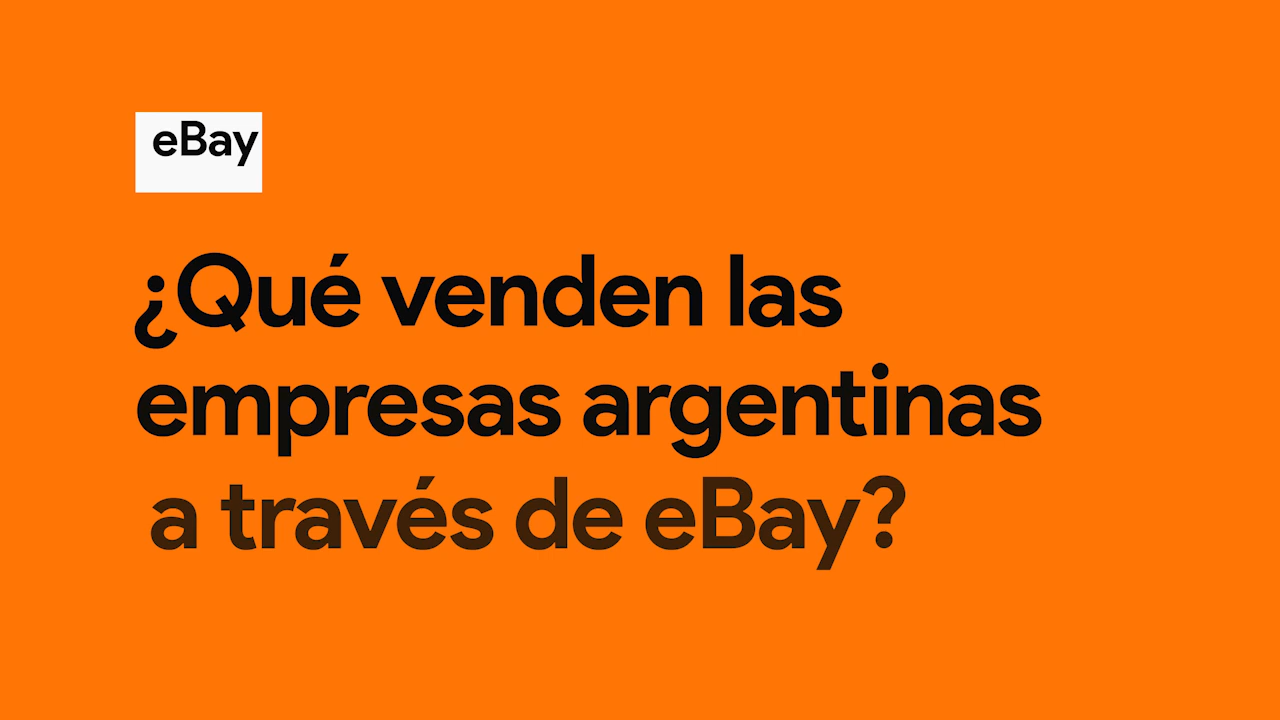 eBay
¿Qué venden las
empresas argentinas
a través de eBay?